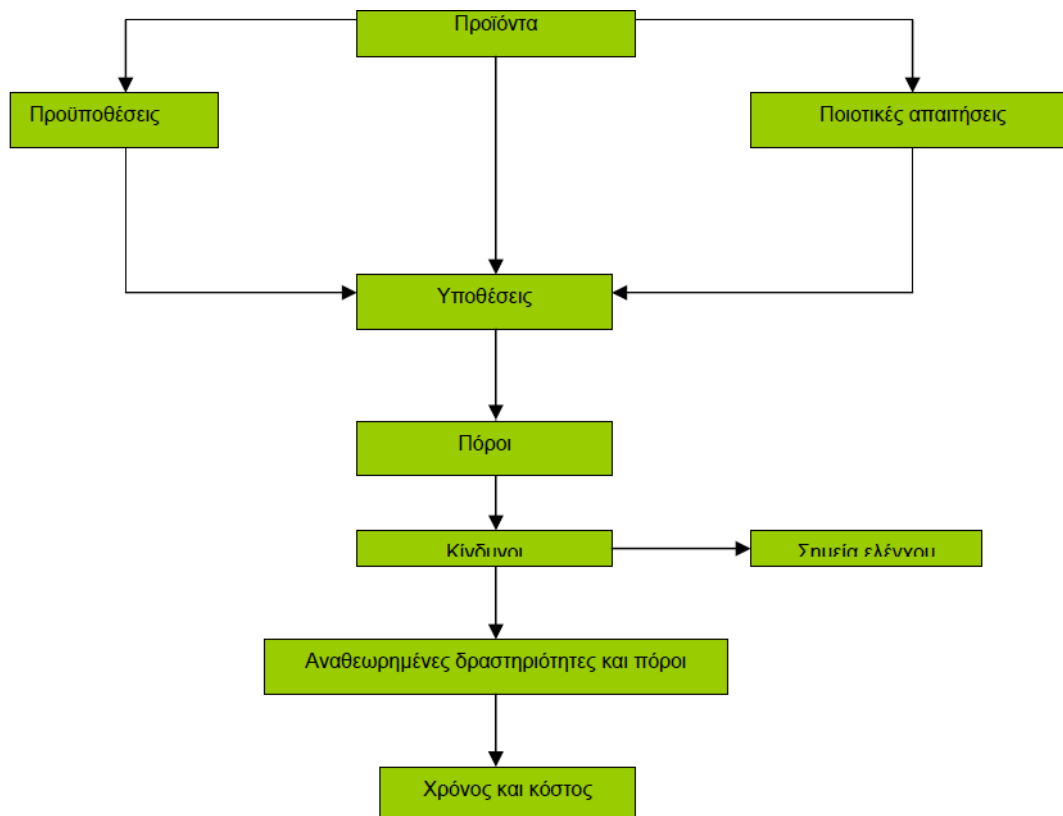 Προϊόντα
Προϋποθέσεις
Ποιοτικές απαιτήσεις
Υποθέσεις
Πόροι
Κίνδυνοι
Σημεία ελέγχου
Αναθεωρημένες δραστηριότητες και πόροι
Χρόνος και κόστος